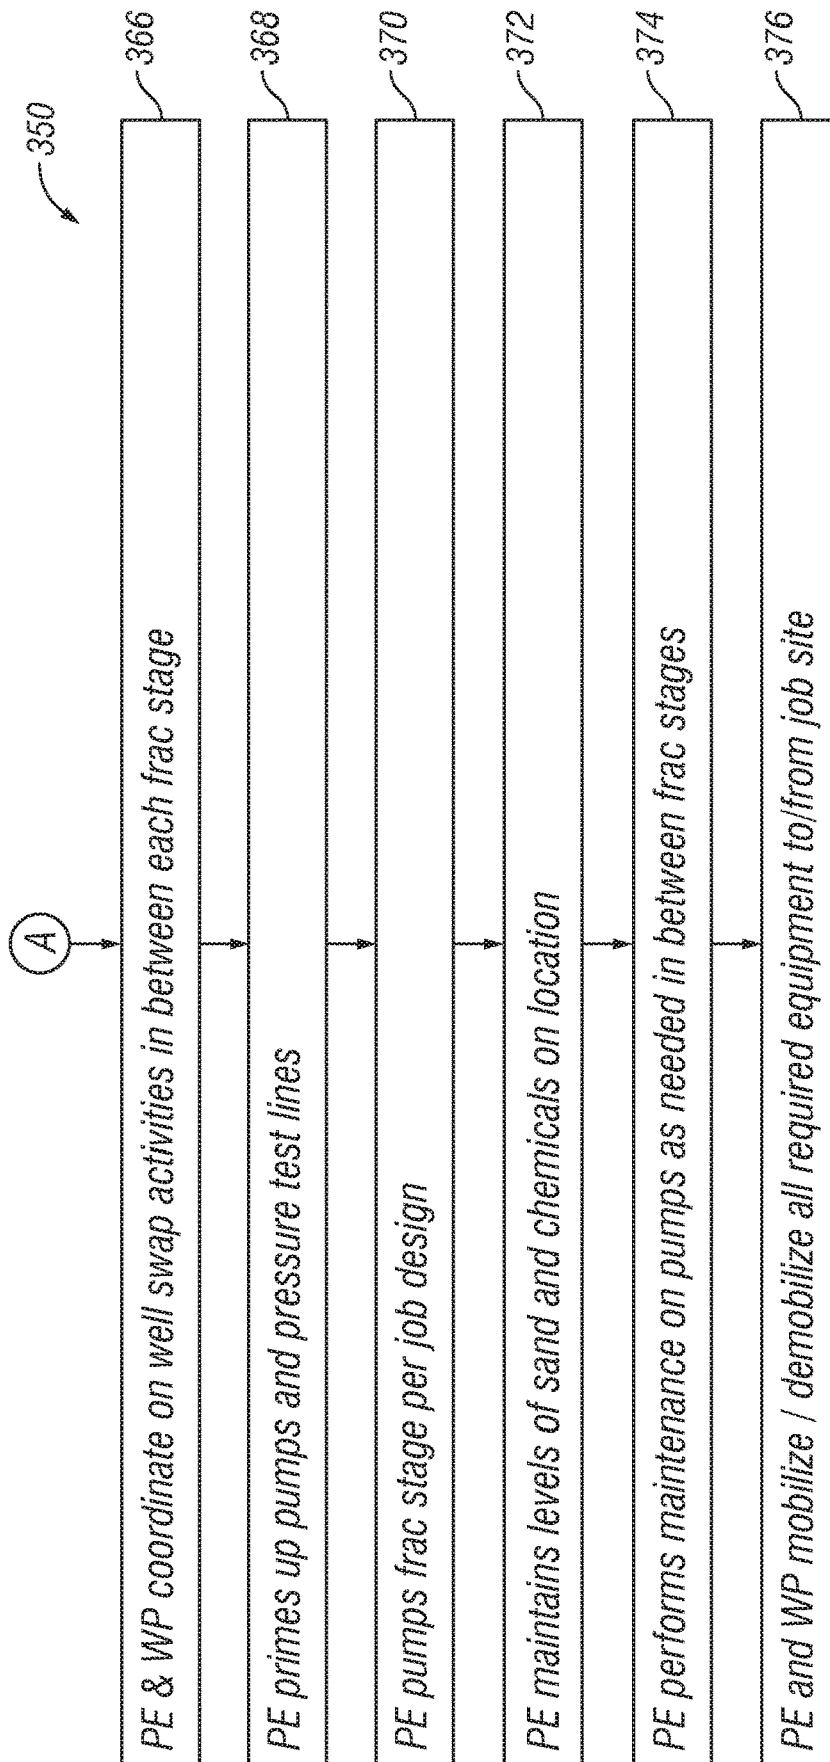 350
A
PE & WP coordinate on well swap activities in between each frac stage
366
PE primes up pumps and pressure test lines
368
PE pumps frac stage per job design
370
PE maintains levels of sand and chemicals on location
372
PE performs maintenance on pumps as needed in between frac stages
374
PE and WP mobilize / demobilize all required equipment to/from job site
376